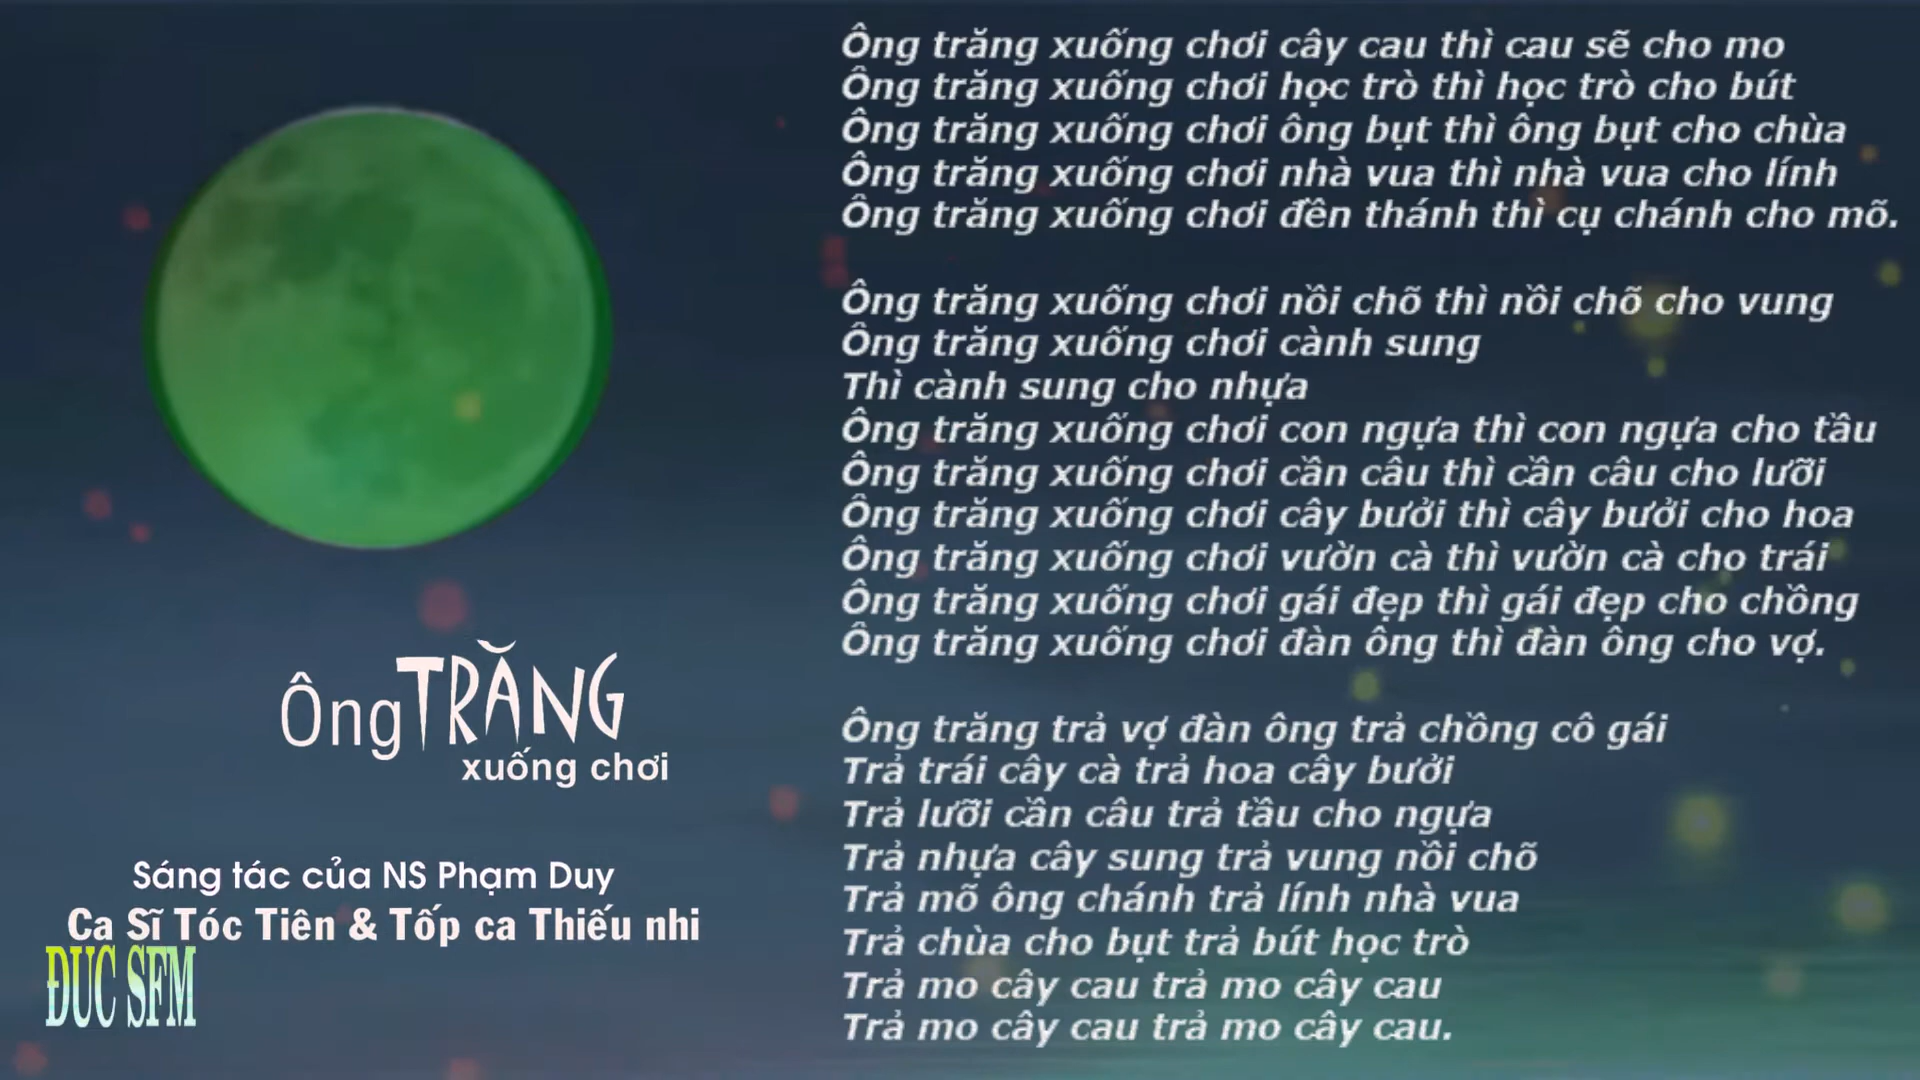 Ông TRĂNG
xuống chơi
Sáng tác của NS Phạm Duy
Ca Sĩ Tóc Tiên & Tốp ca Thiếu nhi
ĐUC SFM
Ông trăng xuống chơi cây cau thì cau sẽ cho mo
Ông trăng xuống chơi học trò thì học trò cho bút
Ông trăng xuống chơi ông bụt thì ông bụt cho chùa
Ông trăng xuống chơi nhà vua thì nhà vua cho lính
Ông trăng xuống chơi đền thánh thì cụ chánh cho mõ.
Ông trăng xuống chơi nồi chõ thì nồi chõ cho vung
Ông trăng xuống chơi cành sung
Thì cành sung cho nhựa
Ông trăng xuống chơi con ngựa thì con ngựa cho tầu
Ông trăng xuống chơi cần câu thì cần câu cho lưỡi
Ông trăng xuống chơi cây bưởi thì cây bưởi cho hoa
Ông trăng xuống chơi vườn cà thì vườn cà cho trái
Ông trăng xuống chơi gái đẹp thì gái đẹp cho chồng
Ông trăng xuống chơi đàn ông thì đàn ông cho vợ.
Ông trăng trả vợ đàn ông trả chồng cô gái
Trả trái cây cà trả hoa cây bưởi
Trả lưỡi cần câu trả tầu cho ngựa
Trả nhựa cây sung trả vung nồi chõ
Trả mõ ông chánh trả lính nhà vua
Trả chùa cho bụt trả bút học trò
Trả mo cây cau trả mo cây cau
Trả mo cây cau trả mo cây cau.